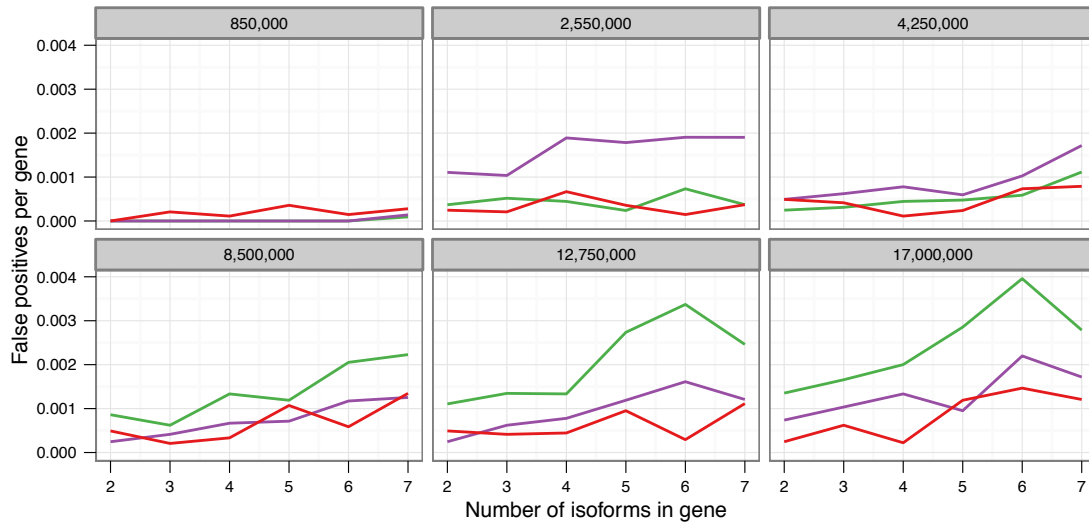 850,000 2,550,000 4,250,000
0.004
0.003
0.002
0.001
0.000
8,500,000 12,750,000 17,000,000
0.004
0.003
0.002
0.001
0.000
2 3 4 5 6 7 2 3 4 5 6 7 2 3 4 5 6 7
Number of isoforms in gene
False positives per gene